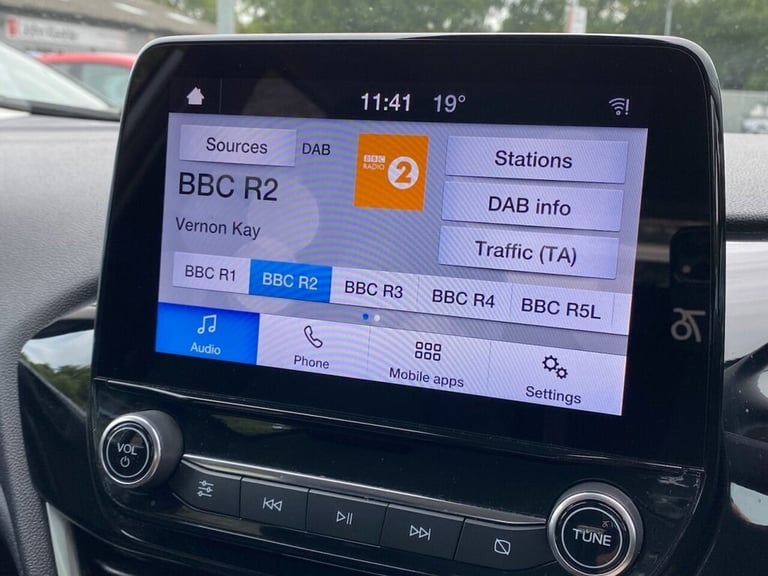 11:41 19°
Sources DAB
BBC
RADIO 2
BBC R2
Vernon Kay
Stations
DAB info
Traffic (TA)
BBC R1 BBC R2 BBC R3 BBC R4 BBC R5L
Audio Phone Mobile apps Settings
VOL
TUNE